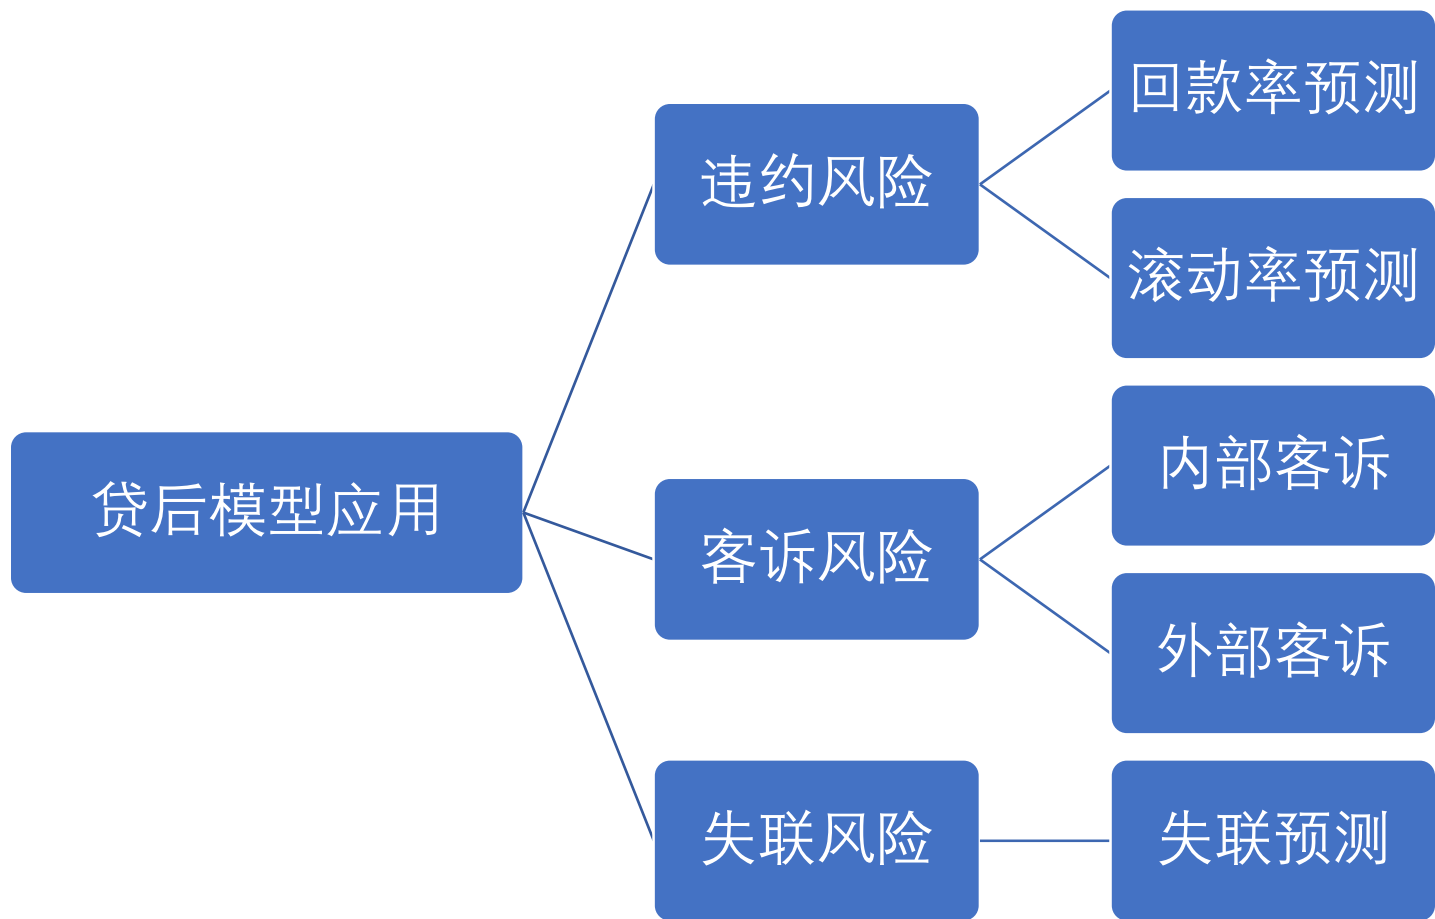 贷后模型应用
违约风险
回款率预测
滚动率预测
客诉风险
内部客诉
外部客诉
失联风险
失联预测